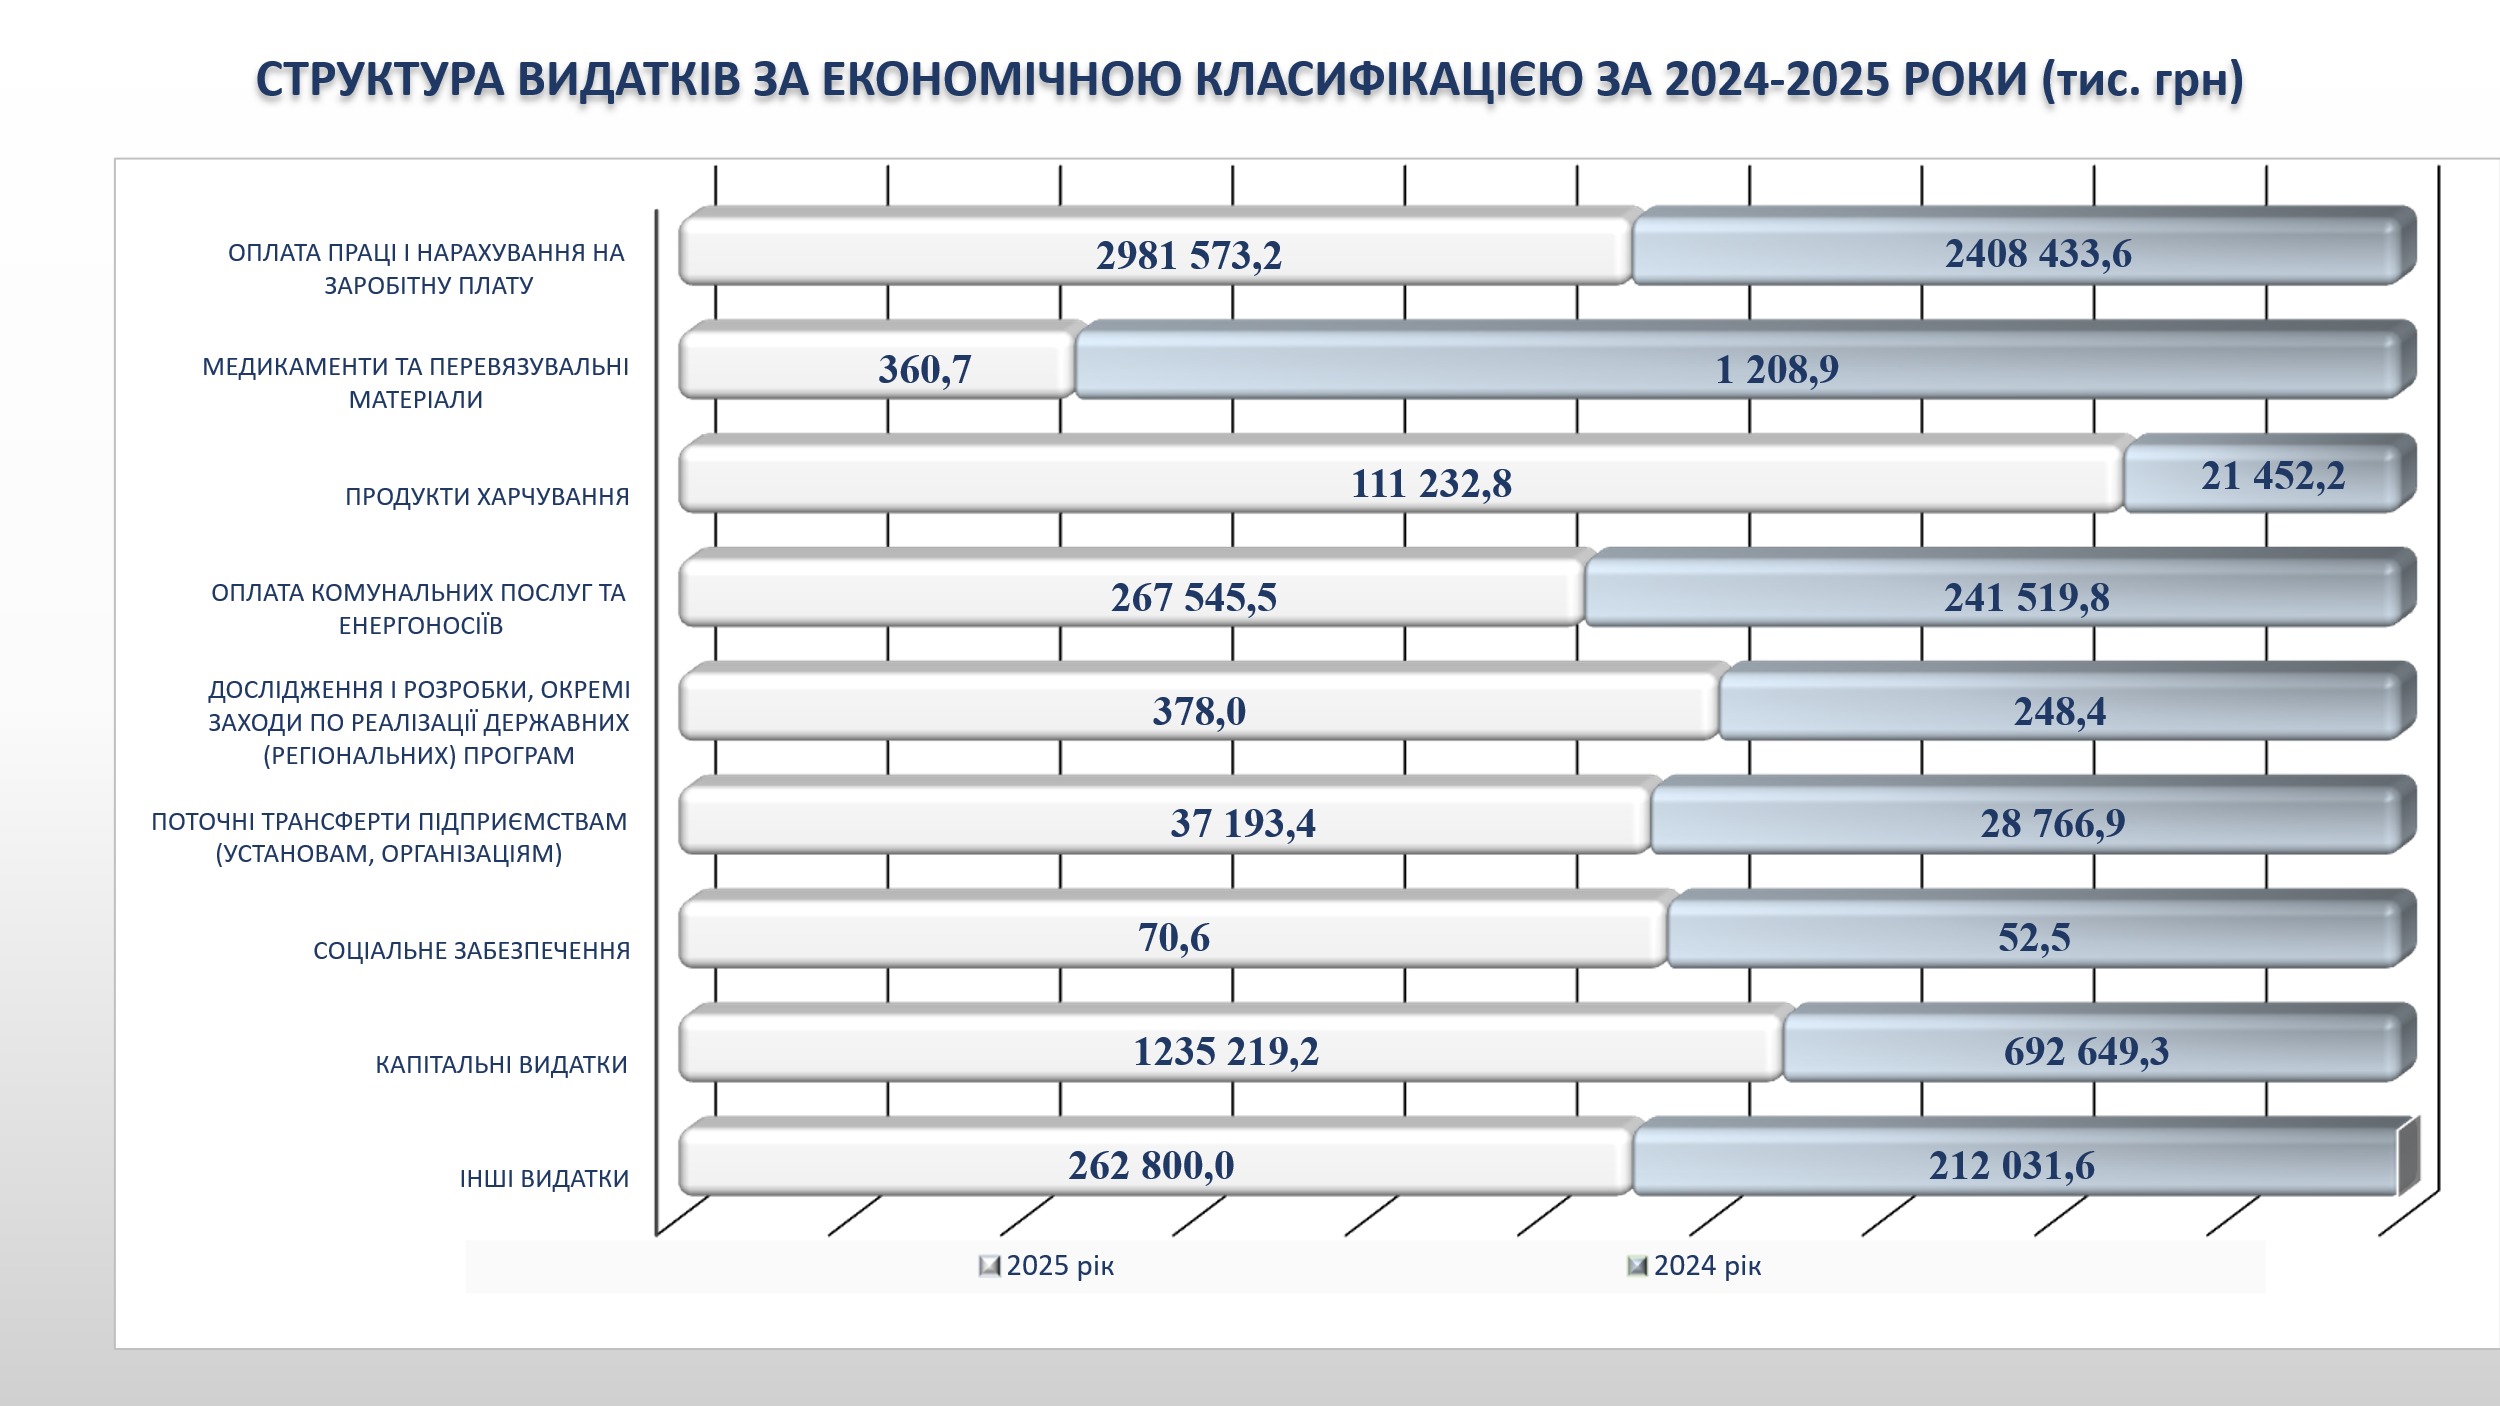 СТРУКТУРА ВИДАТКІВ ЗА ЕКОНОМІЧНОЮ КЛАСИФІКАЦІЄЮ ЗА 2024-2025 РОКИ (тис. грн)
ОПЛАТА ПРАЦІ І НАРАХУВАННЯ НА
ЗАРОБІТНУ ПЛАТУ
2981 573,2
2408 433,6
МЕДИКАМЕНТИ ТА ПЕРЕВЯЗУВАЛЬНІ
МАТЕРІАЛИ
360,7
1 208,9
ПРОДУКТИ ХАРЧУВАННЯ
111 232,8
21 452,2
ОПЛАТА КОМУНАЛЬНИХ ПОСЛУГ ТА
ЕНЕРГОНОСІЇВ
267 545,5
241 519,8
ДОСЛІДЖЕННЯ І РОЗРОБКИ, ОКРЕМІ
ЗАХОДИ ПО РЕАЛІЗАЦІЇ ДЕРЖАВНИХ
(РЕГІОНАЛЬНИХ) ПРОГРАМ
378,0
248,4
ПОТОЧНІ ТРАНСФЕРТИ ПІДПРИЄМСТВАМ
(УСТАНОВАМ, ОРГАНІЗАЦІЯМ)
37 193,4
28 766,9
СОЦІАЛЬНЕ ЗАБЕЗПЕЧЕННЯ
70,6
52,5
КАПІТАЛЬНІ ВИДАТКИ
1235 219,2
692 649,3
ІНШІ ВИДАТКИ
262 800,0
212 031,6
2025 рік
2024 рік